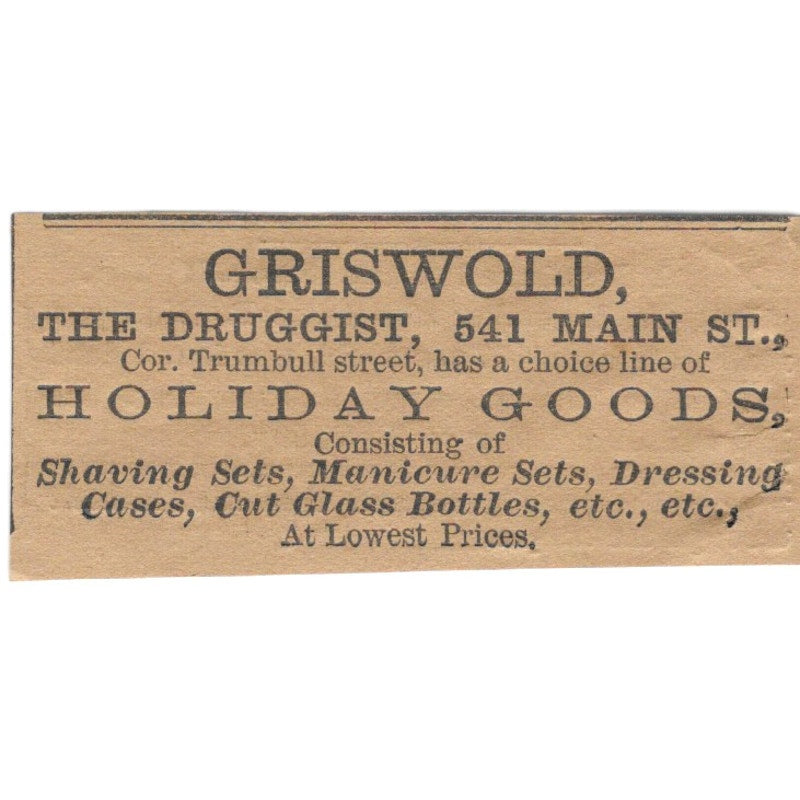 GRISWOLD,
THE DRUGGIST, 541 MAIN ST.,
Cor. Trumbull street, has a choice line of
HOLIDAY GOODS,
Consisting of
Shaving Sets, Manicure Sets, Dressing
Cases, Cut Glass Bottles, etc., etc.,
At Lowest Prices.